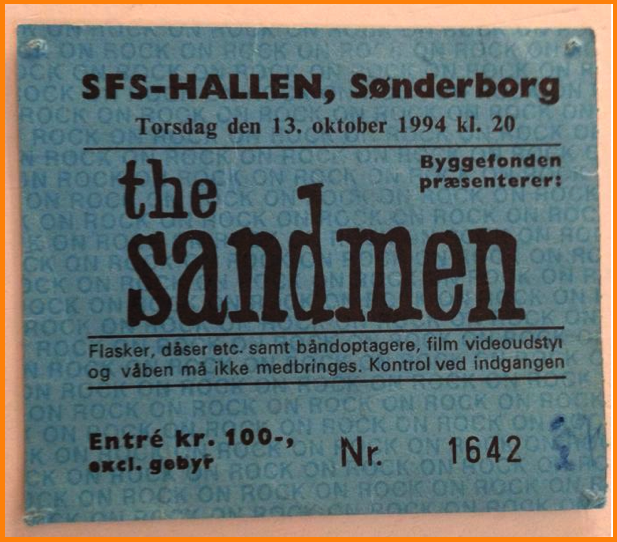 SFS-HALLEN, Sønderborg
Torsdag den 13. oktober 1994 kl. 20
Byggefonden
præsenterer:
the
sandmen
Flasker, dåser etc. samt båndoptagere, film videoudstyr
og våben må ikke medbringes. Kontrol ved indgangen
Entré kr. 100-,
excl. gebyr
Nr. 1642